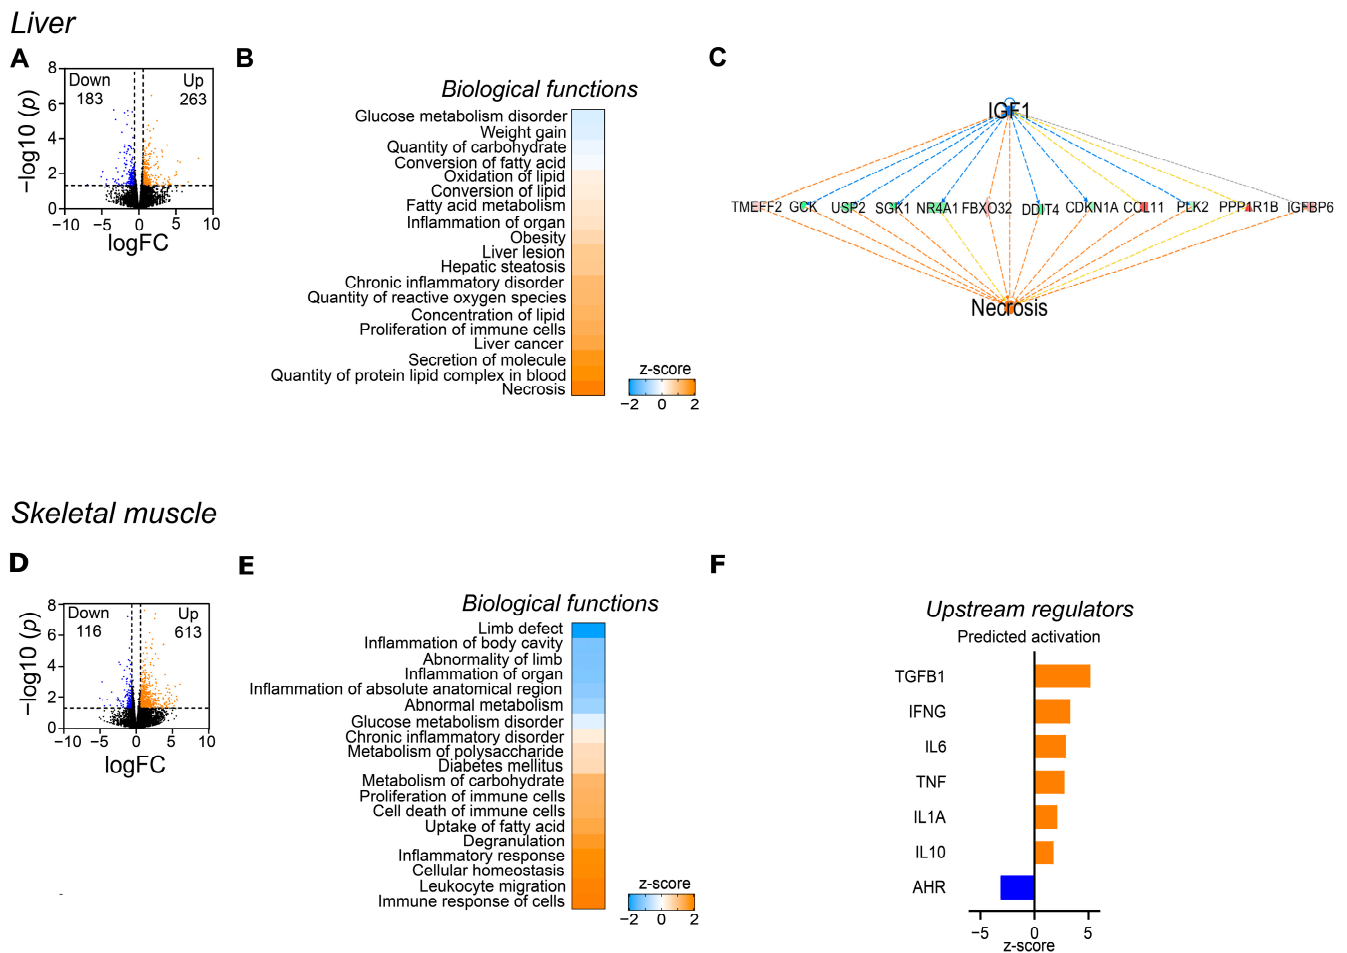 Liver
A
B
C
Down
183
Up
263
−log10 (p)
8
6
4
2
0
−10
−5
0
5
10
logFC
Biological functions
Glucose metabolism disorder
Weight gain
Quantity of carbohydrate
Conversion of fatty acid
Oxidation of lipid
Conversion of lipid
Fatty acid metabolism
Inflammation of organ
Obesity
Liver lesion
Hepatic steatosis
Chronic inflammatory disorder
Quantity of reactive oxygen species
Concentration of lipid
Proliferation of immune cells
Liver cancer
Secretion of molecule
Quantity of protein lipid complex in blood
Necrosis
z-score
−2 0 2
IGF1
TMEFF2 GCK USP2 SGK1 NR4A1 FBXO32 DDIT4 CDKN1A CCL11 PLK2 PPP1R1B IGFBP6
Necrosis
Skeletal muscle
D
E
F
Down
116
Up
613
−log10 (p)
8
6
4
2
0
−10
−5
0
5
10
logFC
Biological functions
Limb defect
Inflammation of body cavity
Abnormality of limb
Inflammation of organ
Inflammation of absolute anatomical region
Abnormal metabolism
Glucose metabolism disorder
Chronic inflammatory disorder
Metabolism of polysaccharide
Diabetes mellitus
Metabolism of carbohydrate
Proliferation of immune cells
Cell death of immune cells
Uptake of fatty acid
Degranulation
Inflammatory response
Cellular homeostasis
Leukocyte migration
Immune response of cells
z-score
−2 0 2
Upstream regulators
Predicted activation
TGFB1
IFNG
IL6
TNF
IL1A
IL10
AHR
−5 0 5
z-score